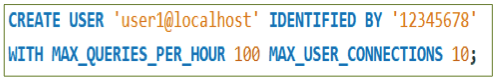 CREATE USER 'user1@localhost' IDENTIFIED BY '12345678'
WITH MAX_QUERIES_PER_HOUR 100 MAX_USER_CONNECTIONS 10;